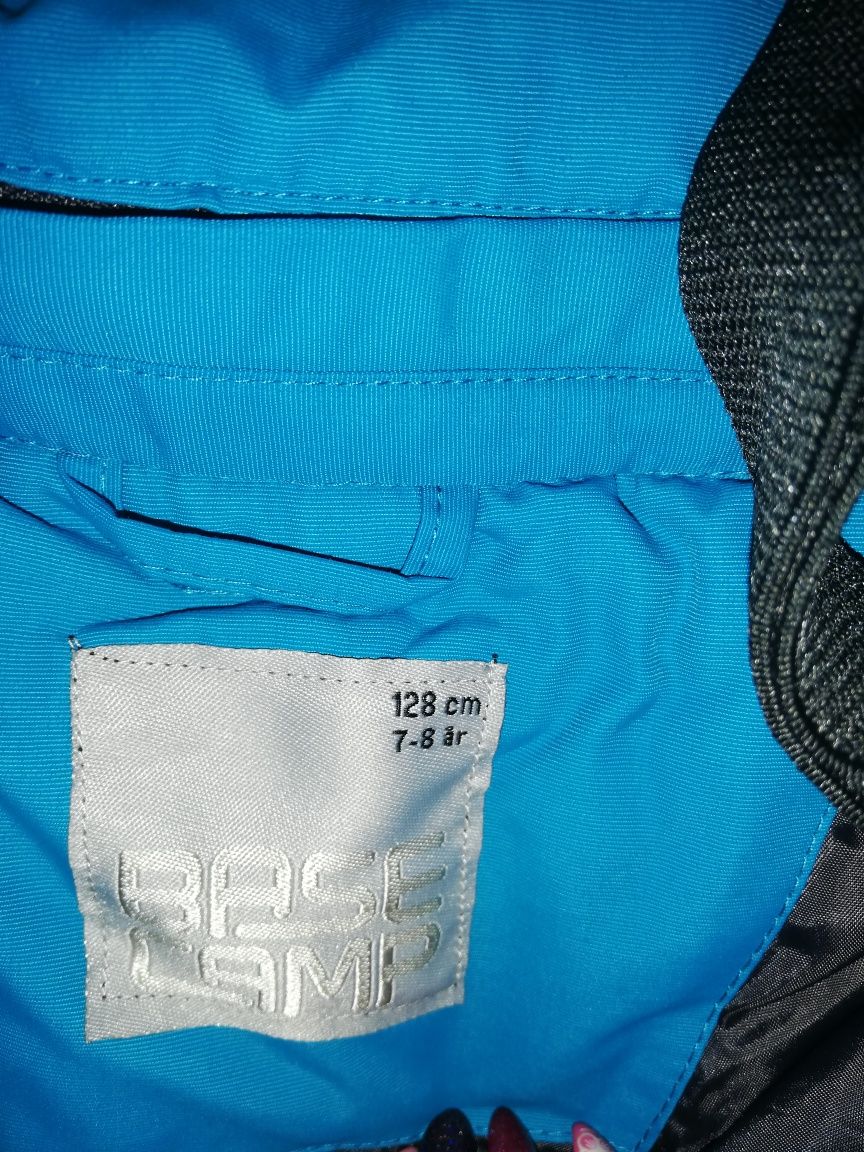 128 cm
7-8 år
BASE
CAMP